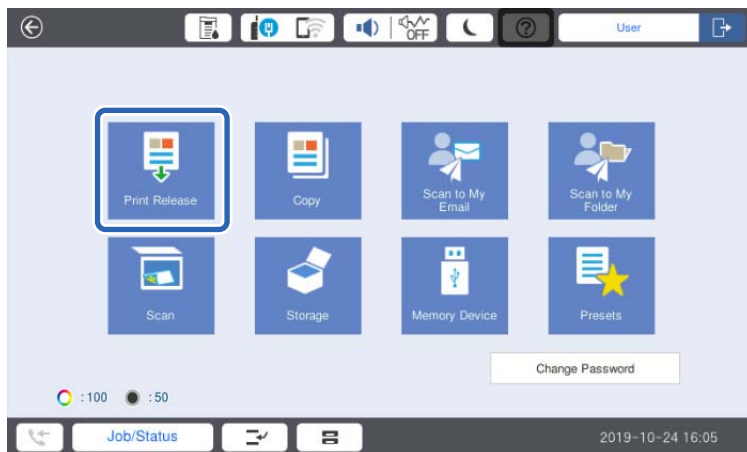 OFF
User
Print Release
Copy
Scan to My
Email
Scan to My
Folder
Scan
Storage
Memory Device
Presets
Change Password
:100
:50
Job/Status
2019-10-24 16:05